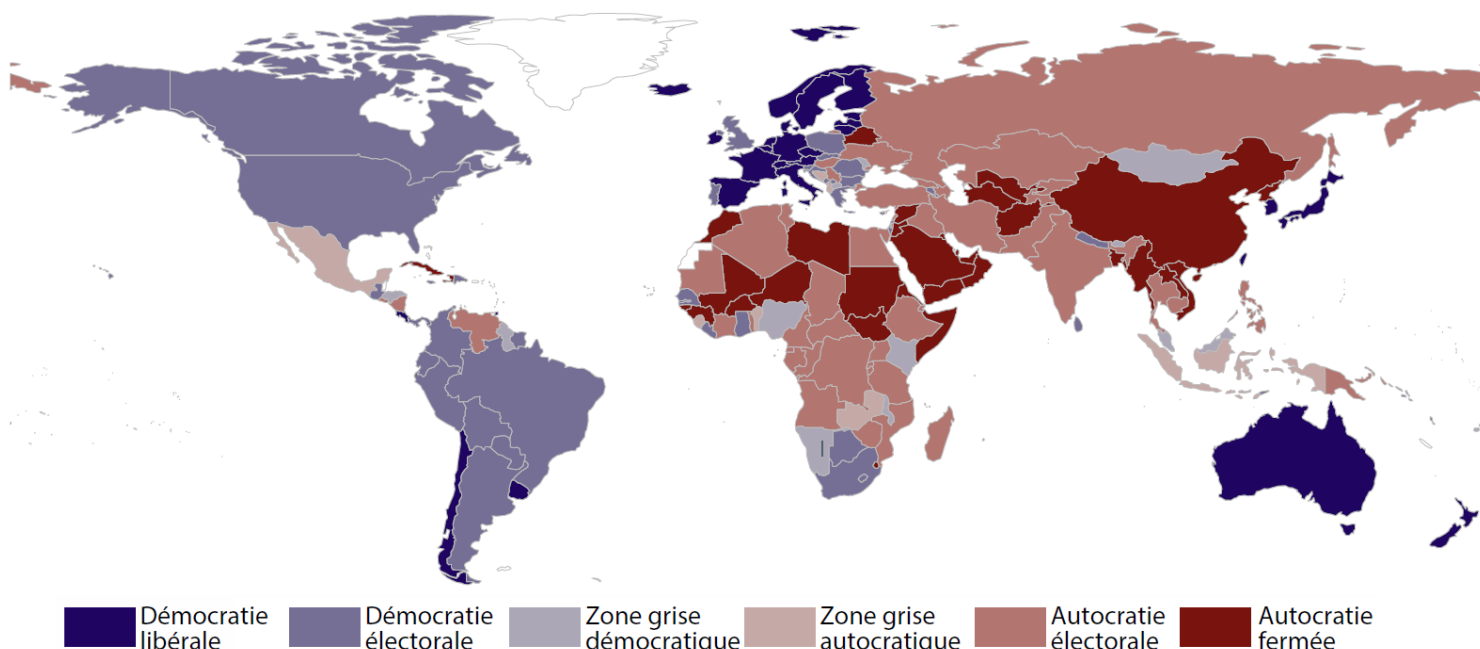 Démocratie
libérale
Démocratie
électorale
Zone grise
démocratique
Zone grise
autocratique
Autocratie
électorale
Autocratie
fermée